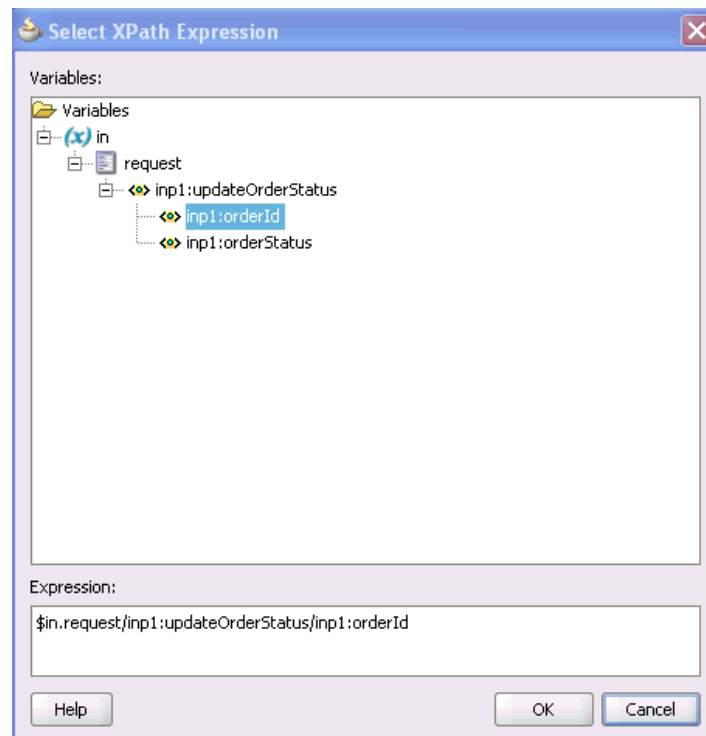 Select XPath Expression
Variables:
Variables
(x) in
request
inp1:updateOrderStatus
inp1:orderId
inp1:orderStatus
Expression:
$in.request/inp1:updateOrderStatus/inp1:orderId
Help
OK
Cancel